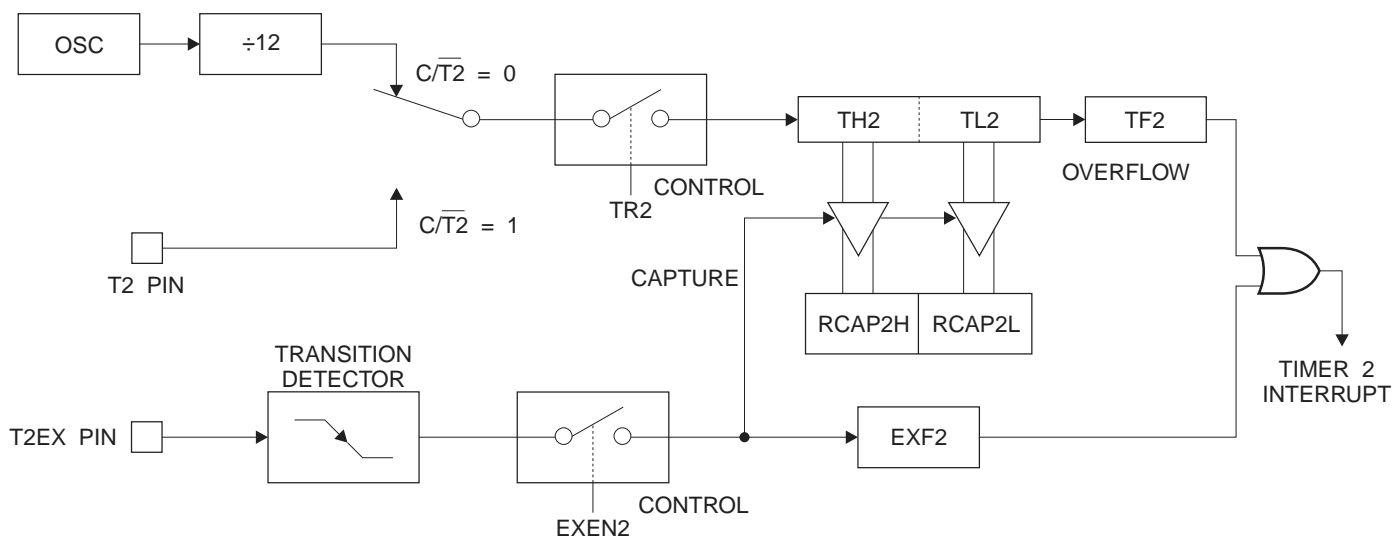 OSC
÷12
C/T2 = 0
TH2
TL2
TF2
OVERFLOW
CONTROL
TR2
C/T2 = 1
T2 PIN
CAPTURE
RCAP2H
RCAP2L
TRANSITION
DETECTOR
TIMER 2
INTERRUPT
T2EX PIN
EXF2
CONTROL
EXEN2